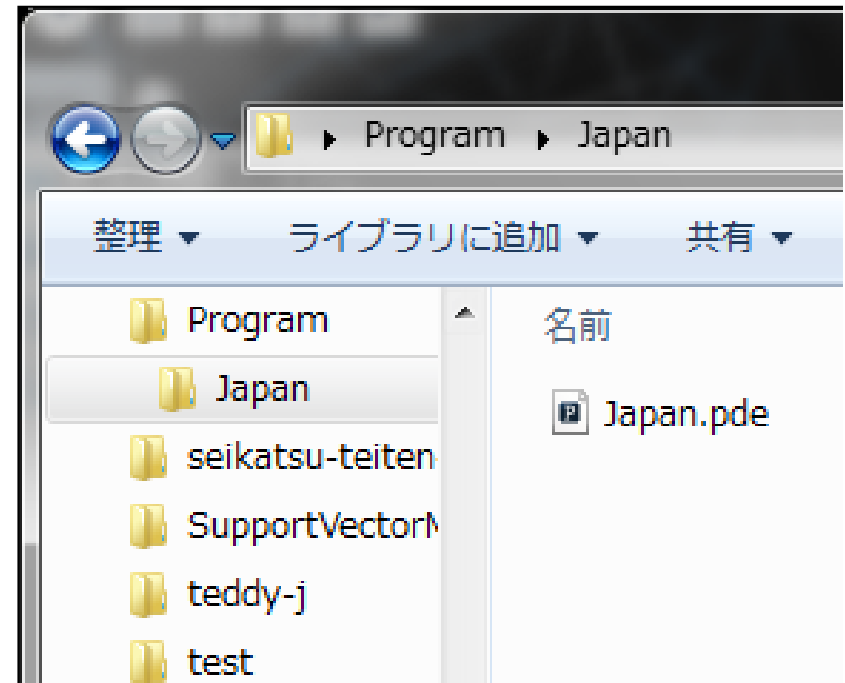 Program Japan
整理 ライブラリに追加 共有
Program
Japan
seikatsu-teiten
teddy-j
test
名前
Japan.pde